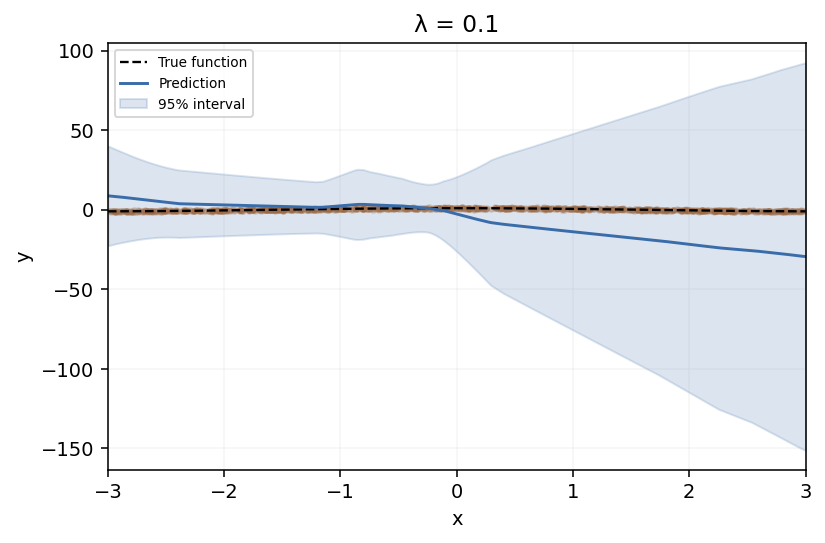 λ = 0.1
True function
Prediction
95% interval
y
100
50
0
−50
−100
−150
−3 −2 −1 0 1 2 3
x